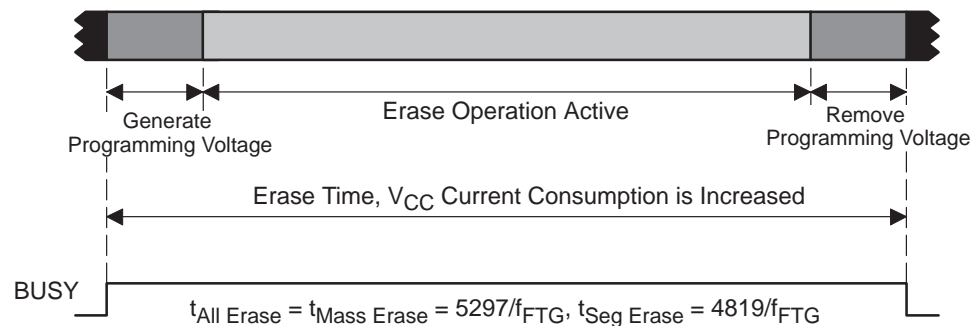 Generate
Programming Voltage
Erase Operation Active
Remove
Programming Voltage
Erase Time, VCC Current Consumption is Increased
BUSY
tAll Erase = tMass Erase = 5297/fFTG, tSeg Erase = 4819/fFTG